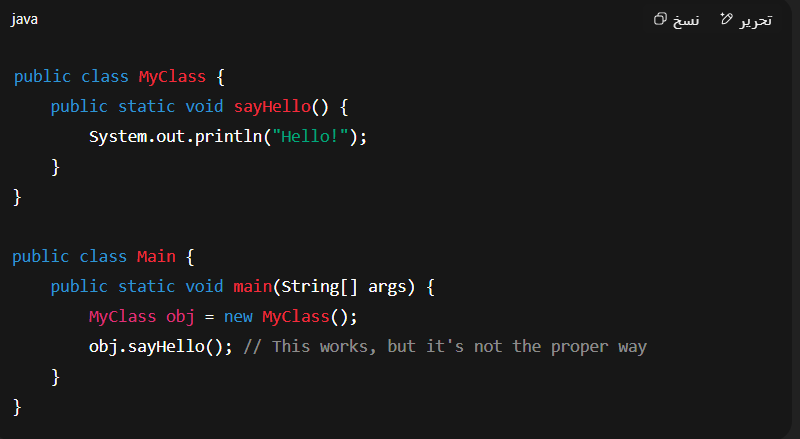 java
نسخ
تحرير
public class MyClass {
    public static void sayHello() {
        System.out.println("Hello!");
    }
}
public class Main {
    public static void main(String[] args) {
        MyClass obj = new MyClass();
        obj.sayHello(); // This works, but it's not the proper way
    }
}